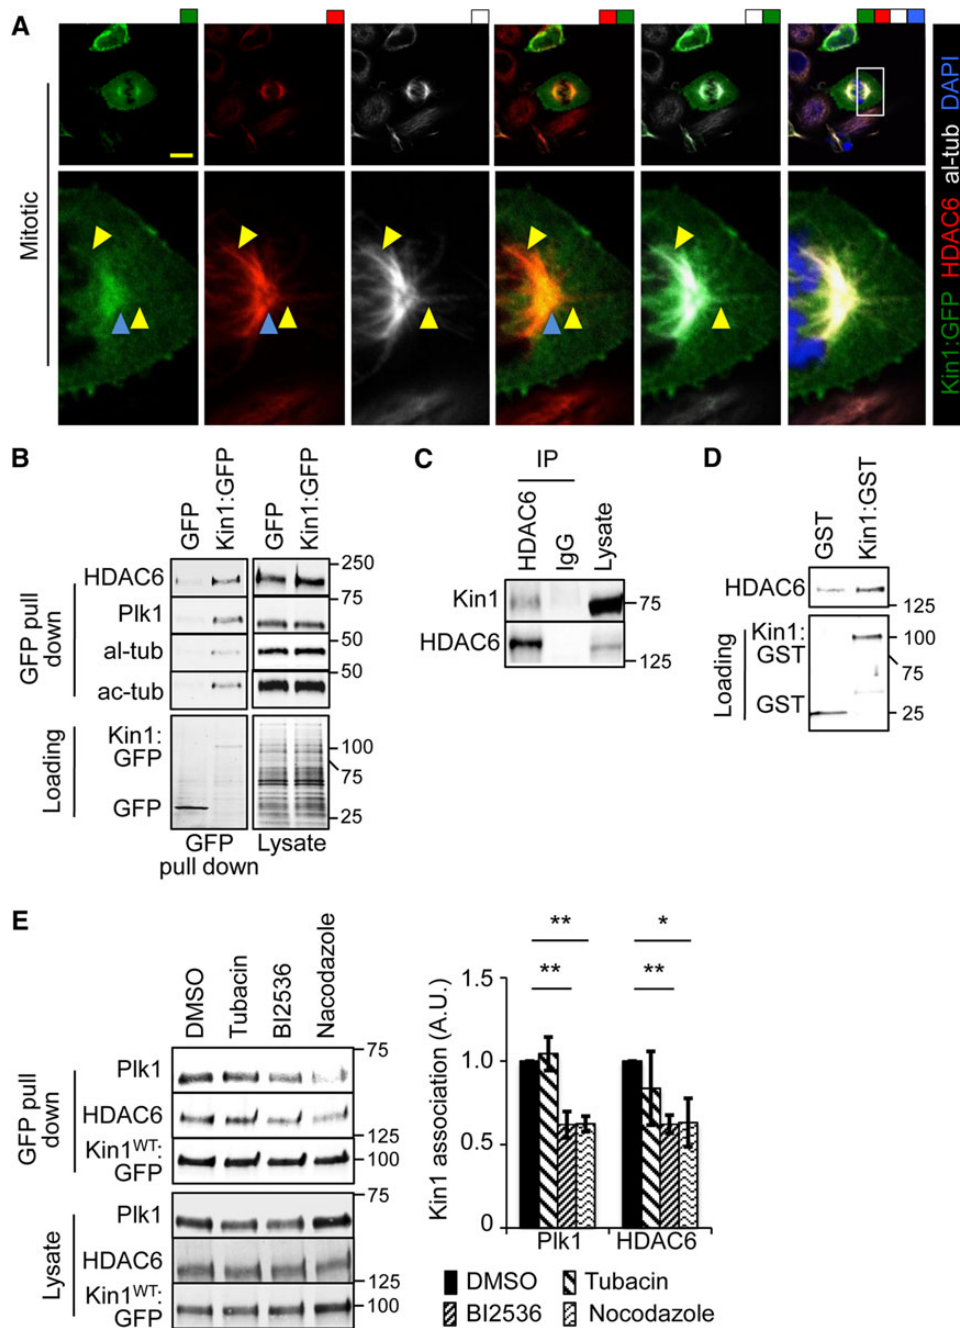 A
Mitotic
Kin1:GFP HDAC6 al-tub DAPI
B
GFP
Kin1:GFP
GFP
Kin1:GFP
GFP pull down
HDAC6
250
Plk1
75
al-tub
50
ac-tub
50
Loading
Kin1: GFP
100
75
GFP
25
GFP pull down
Lysate
C
IP
HDAC6
IgG
Lysate
Kin1
75
HDAC6
125
D
GST
Kin1:GST
HDAC6
125
Loading
Kin1: GST
100
75
GST
25
E
DMSO
Tubacin
BI2536
Nacodazole
GFP pull down
Plk1
75
HDAC6
125
Kin1WT: GFP
100
Lysate
Plk1
75
HDAC6
125
Kin1WT: GFP
100
** *
** **
Kin1 association (A.U.)
1.5
1.0
0.5
0
Plk1 HDAC6
DMSO Tubacin
BI2536 Nocodazole